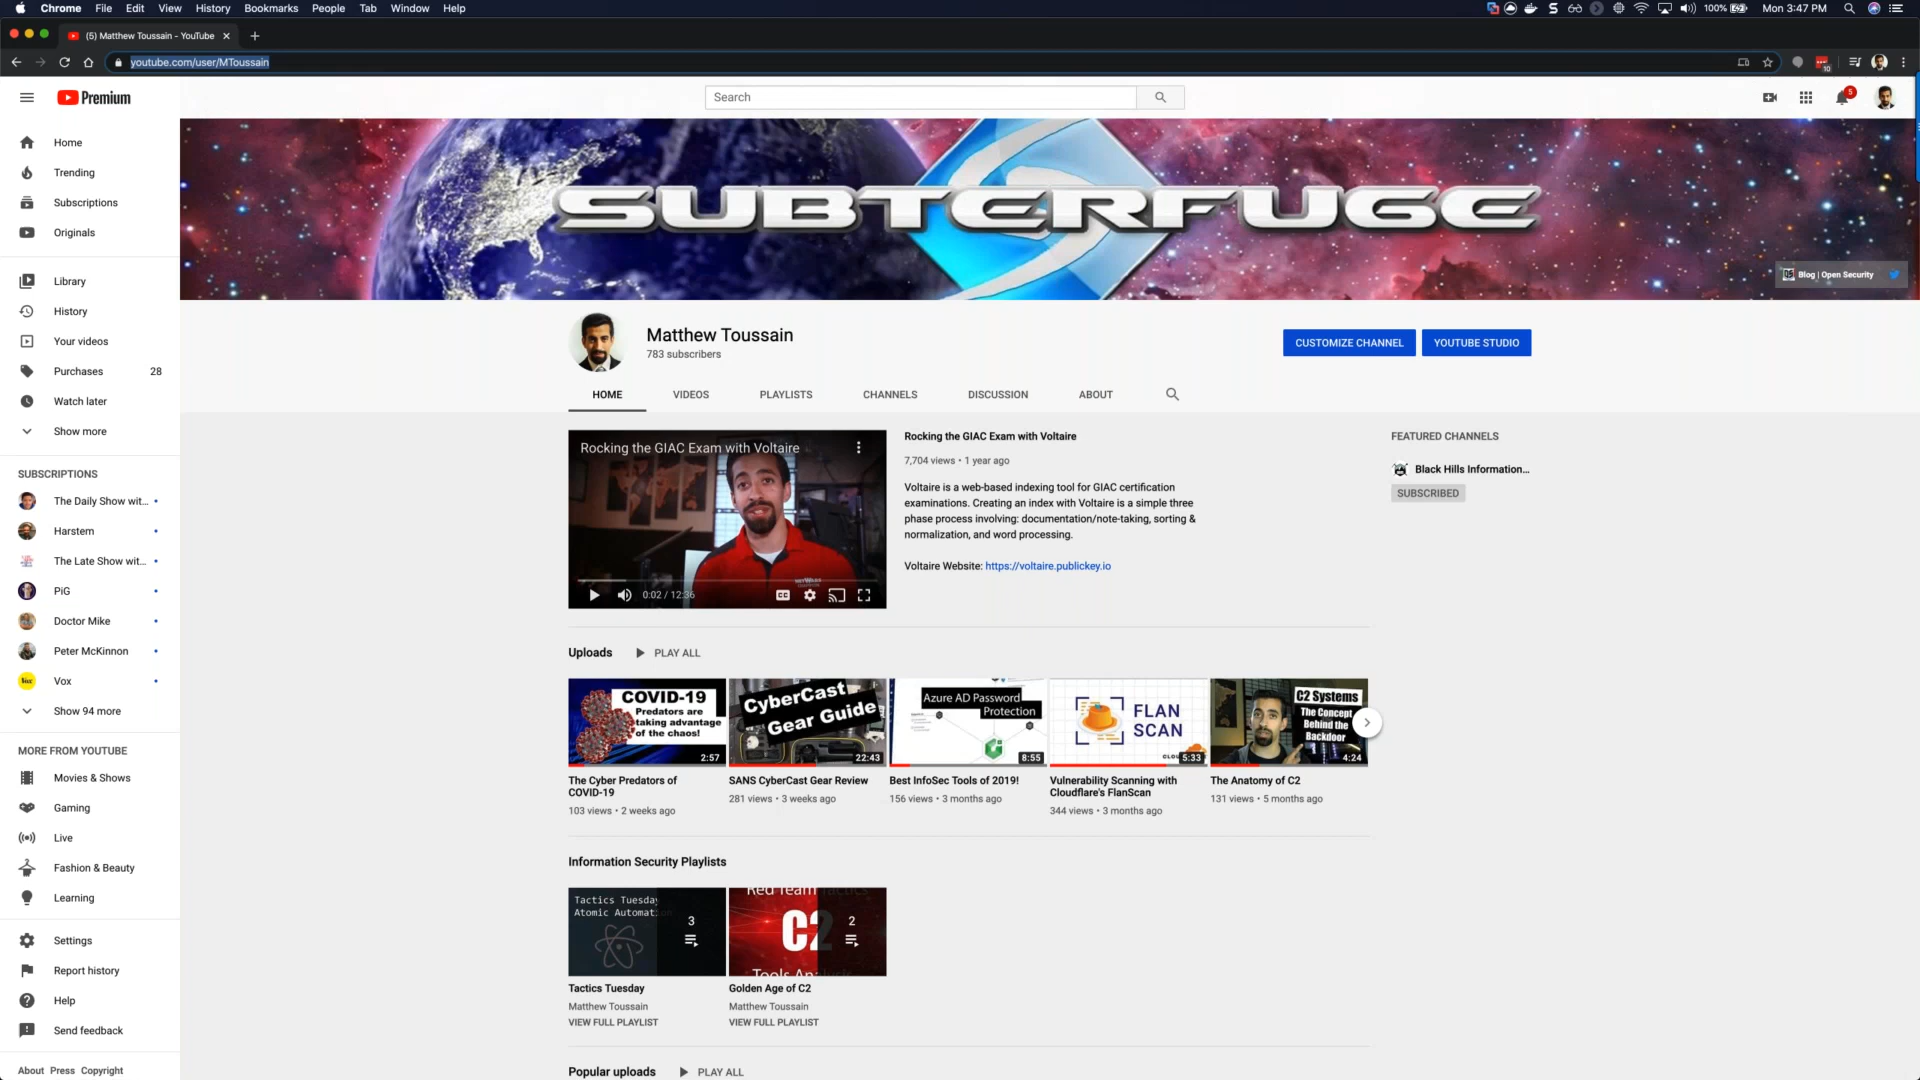 Chrome File Edit View History Bookmarks People Tab Window Help
100% Mon 3:47 PM
(5) Matthew Toussain - YouTube
youtube.com/user/MToussain
10
Premium
Search
5
Home
Trending
Subscriptions
Originals
Library
History
Your videos
Purchases 28
Watch later
Show more
SUBSCRIPTIONS
The Daily Show wit...
Harstem
The Late Show wit...
PiG
Doctor Mike
Peter McKinnon
Vox
Show 94 more
MORE FROM YOUTUBE
Movies & Shows
Gaming
Live
Fashion & Beauty
Learning
Settings
Report history
Help
Send feedback
About Press Copyright
SUBTERFUGE
Blog | Open Security
Matthew Toussain
783 subscribers
CUSTOMIZE CHANNEL
YOUTUBE STUDIO
HOME VIDEOS PLAYLISTS CHANNELS DISCUSSION ABOUT
Rocking the GIAC Exam with Voltaire
0:02 / 12:36
Rocking the GIAC Exam with Voltaire
7,704 views • 1 year ago
Voltaire is a web-based indexing tool for GIAC certification
examinations. Creating an index with Voltaire is a simple three
phase process involving: documentation/note-taking, sorting &
normalization, and word processing.
Voltaire Website: https://voltaire.publickey.io
FEATURED CHANNELS
Black Hills Information...
SUBSCRIBED
Uploads PLAY ALL
COVID-19
Predators are
taking advantage
of the chaos!
2:57
The Cyber Predators of
COVID-19
103 views • 2 weeks ago
CyberCast
Gear Guide
22:43
SANS CyberCast Gear Review
281 views • 3 weeks ago
Azure AD Password
Protection
8:55
Best InfoSec Tools of 2019!
156 views • 3 months ago
FLAN
SCAN
5:33
Vulnerability Scanning with
Cloudflare's FlanScan
344 views • 3 months ago
C2 Systems
The Concept
Behind the
Backdoor
4:24
The Anatomy of C2
131 views • 5 months ago
Information Security Playlists
Tactics Tuesday
Atomic Automat
3
Tactics Tuesday
Matthew Toussain
VIEW FULL PLAYLIST
Red Team Tactics
C2
2
Golden Age of C2
Matthew Toussain
VIEW FULL PLAYLIST
Popular uploads PLAY ALL